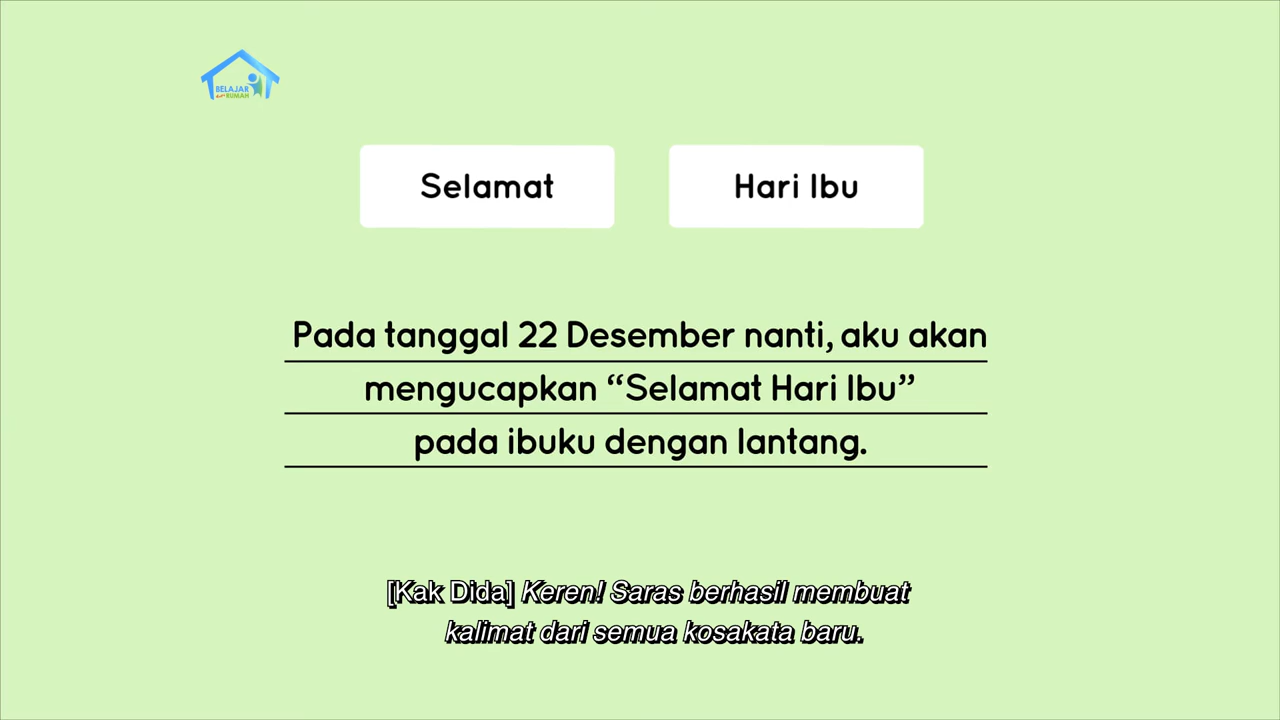 BELAJAR
dari RUMAH
Selamat
Hari Ibu
Pada tanggal 22 Desember nanti, aku akan
mengucapkan “Selamat Hari Ibu”
pada ibuku dengan lantang.
[Kak Dida] Keren! Saras berhasil membuat
kalimat dari semua kosakata baru.